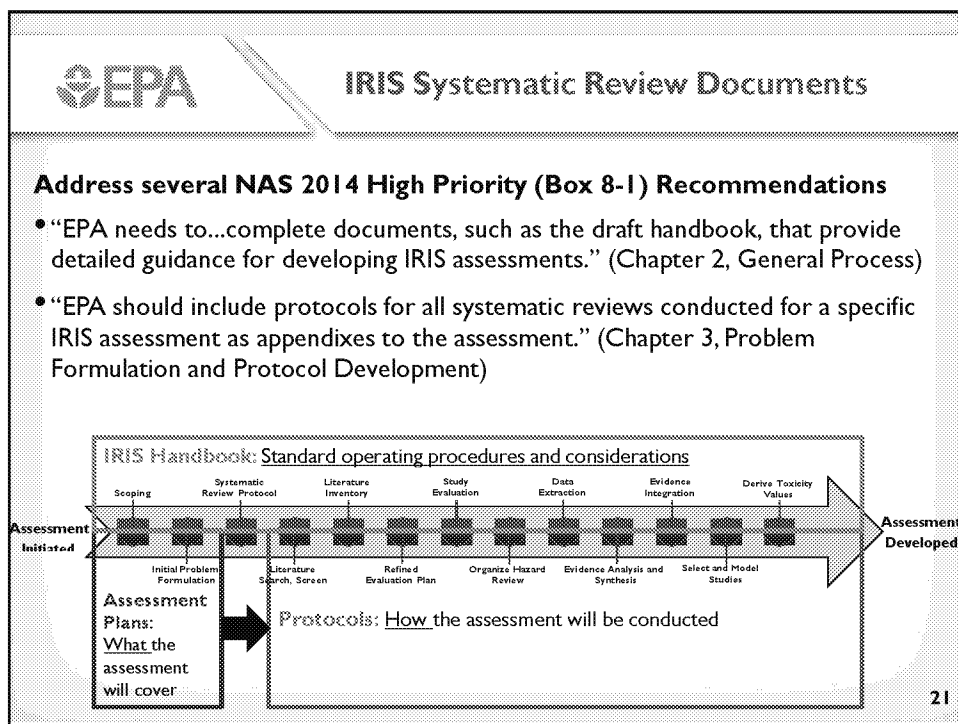 EPA
IRIS Systematic Review Documents
Address several NAS 2014 High Priority (Box 8-1) Recommendations
• “EPA needs to...complete documents, such as the draft handbook, that provide
detailed guidance for developing IRIS assessments.” (Chapter 2, General Process)
• “EPA should include protocols for all systematic reviews conducted for a specific
IRIS assessment as appendixes to the assessment.” (Chapter 3, Problem
Formulation and Protocol Development)
IRIS Handbook: Standard operating procedures and considerations
Scoping
Systematic
Review Protocol
Literature
Inventory
Study
Evaluation
Data
Extraction
Evidence
Integration
Derive Toxicity
Values
Assessment
Initiated
Assessment
Developed
Initial Problem
Formulation
Literature
Search, Screen
Refined
Evaluation Plan
Organize Hazard
Review
Evidence Analysis and
Synthesis
Select and Model
Studies
Assessment
Plans:
What the
assessment
will cover
Protocols: How the assessment will be conducted
21